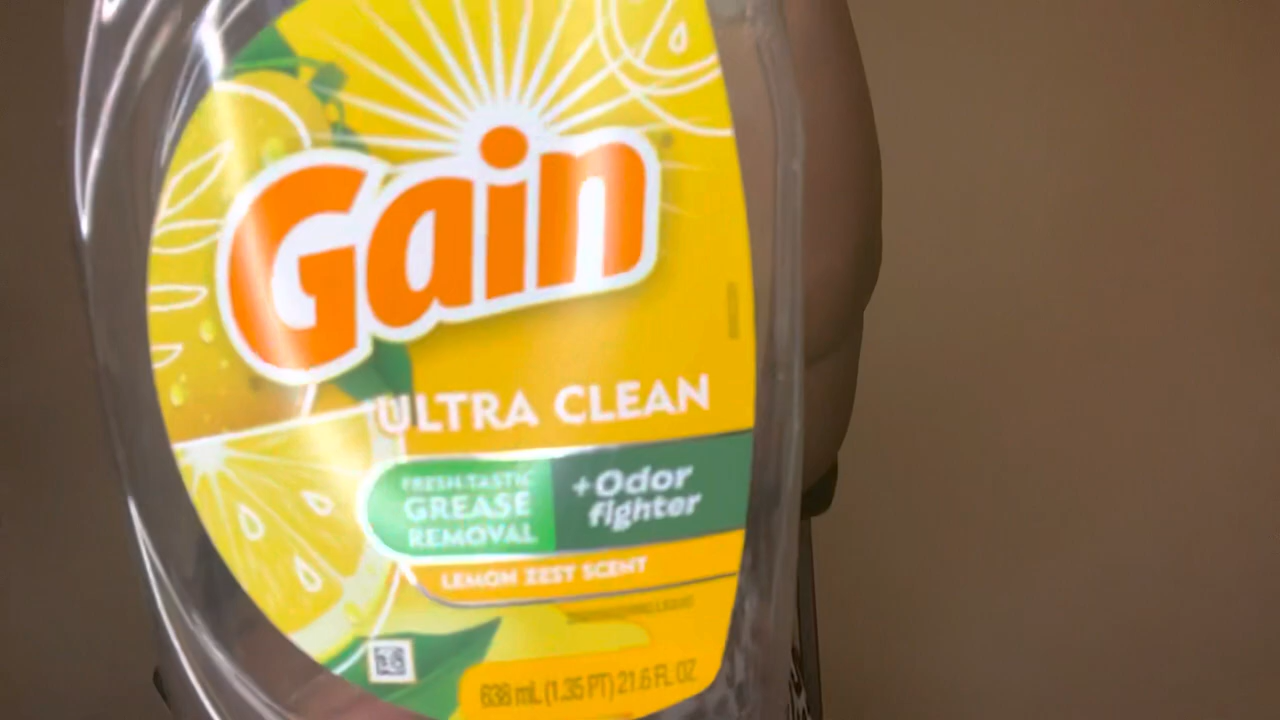 Gain
ULTRA CLEAN
FRESH-TASTIC
GREASE
REMOVAL
+Odor
fighter
LEMON ZEST SCENT
638 mL (1.35 PT) 21.6 FL OZ